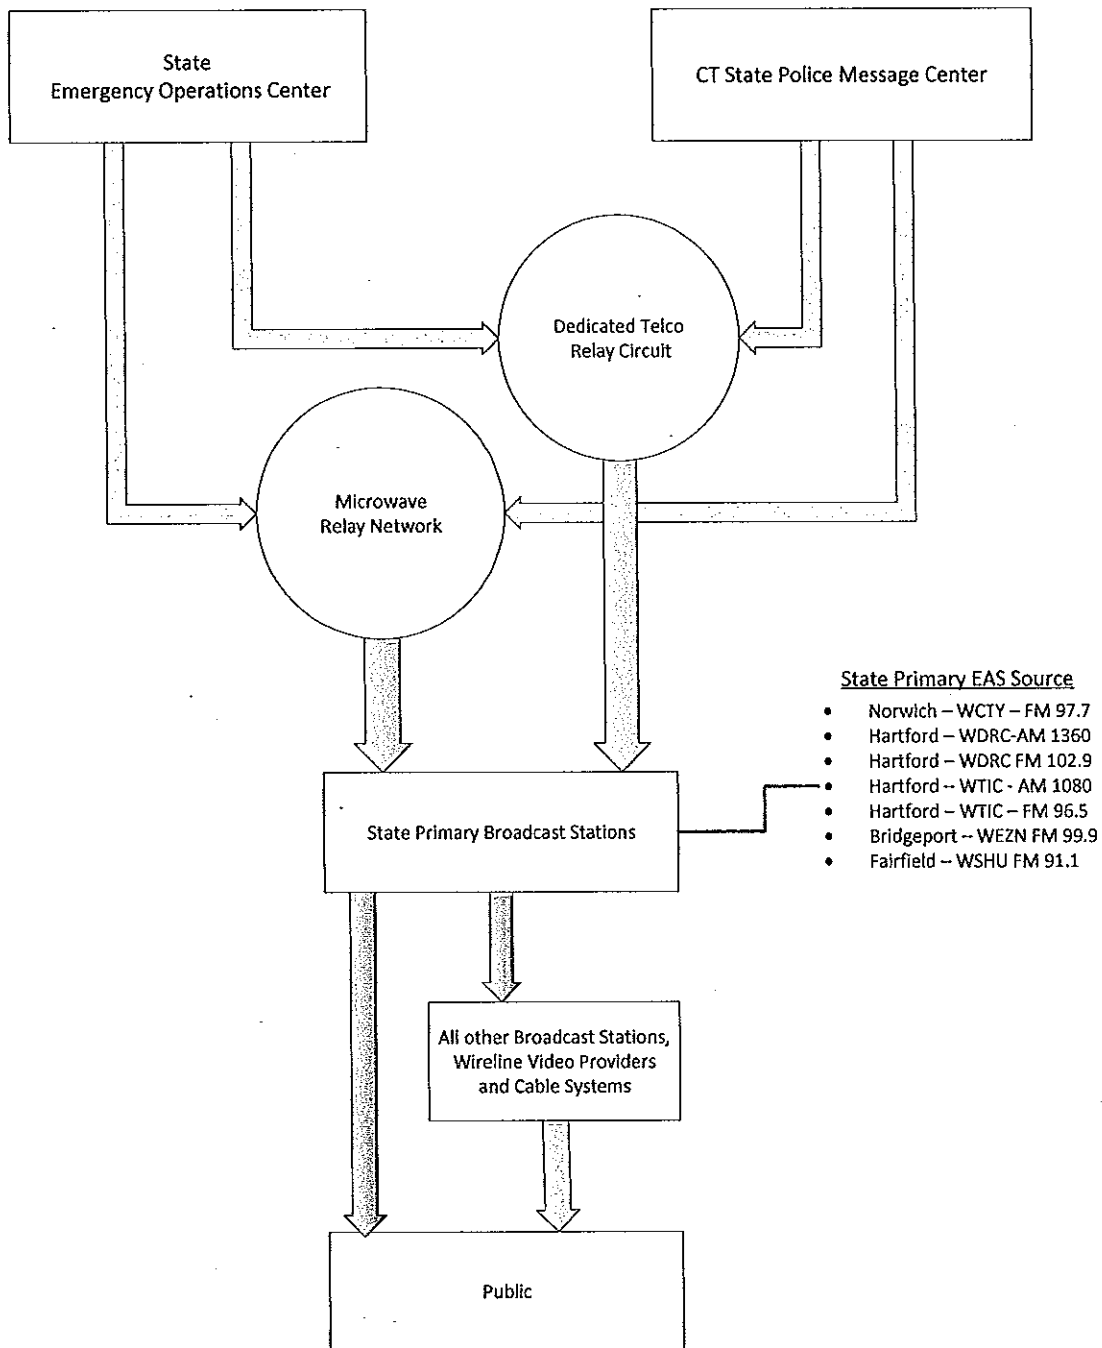 State
Emergency Operations Center
CT State Police Message Center
Dedicated Telco
Relay Circuit
Microwave
Relay Network
State Primary EAS Source
• Norwich – WCTY – FM 97.7
• Hartford – WDRC-AM 1360
• Hartford – WDRC FM 102.9
• Hartford -- WTIC - AM 1080
• Hartford – WTIC – FM 96.5
• Bridgeport – WEZN FM 99.9
• Fairfield – WSHU FM 91.1
State Primary Broadcast Stations
All other Broadcast Stations,
Wireline Video Providers
and Cable Systems
Public